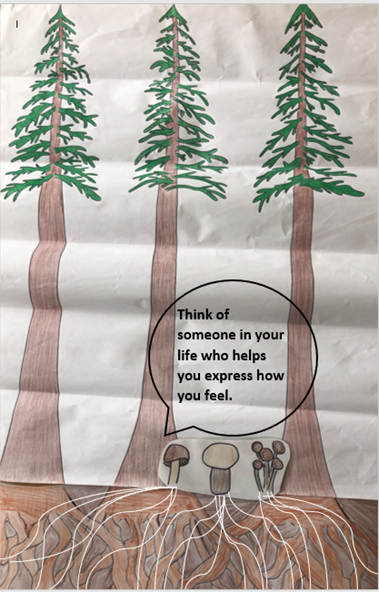 Think of
someone in your
life who helps
you express how
you feel.